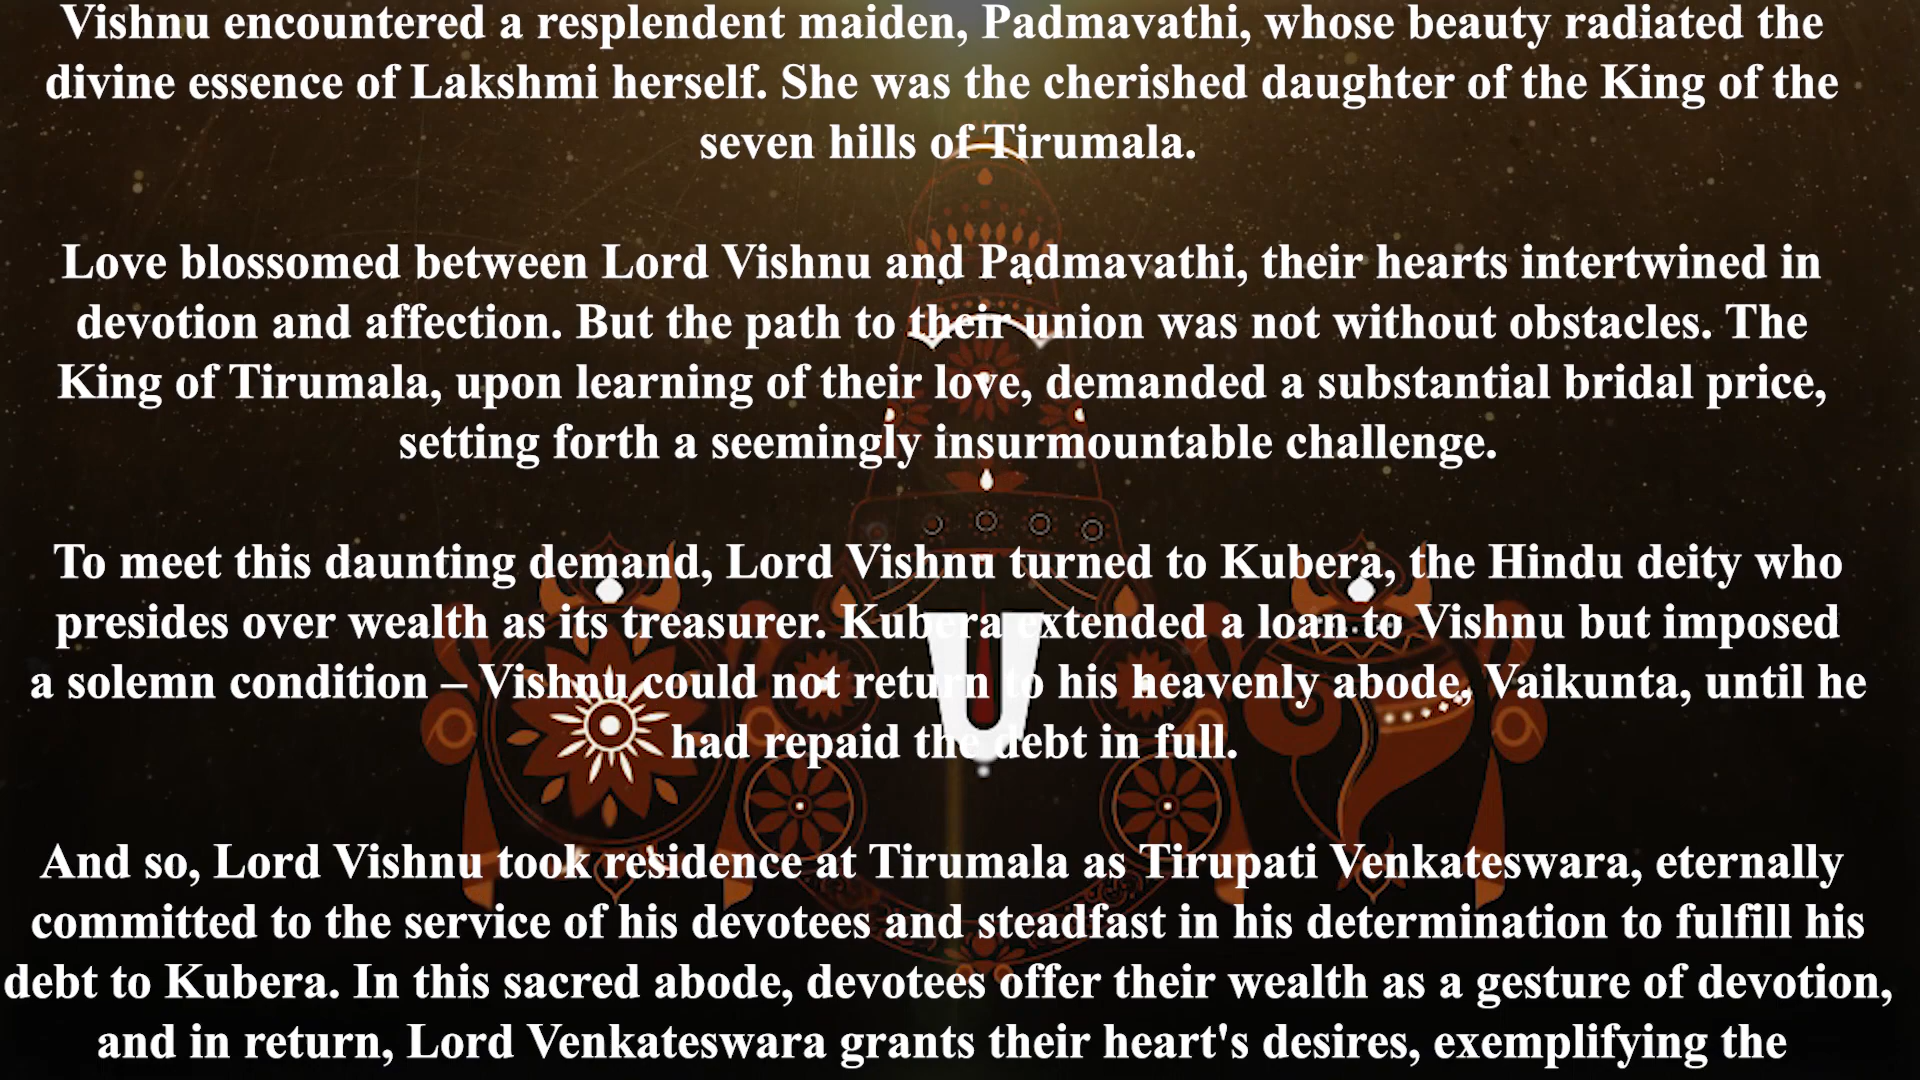 Vishnu encountered a resplendent maiden, Padmavathi, whose beauty radiated the
divine essence of Lakshmi herself. She was the cherished daughter of the King of the
seven hills of Tirumala.
Love blossomed between Lord Vishnu and Padmavathi, their hearts intertwined in
devotion and affection. But the path to their union was not without obstacles. The
King of Tirumala, upon learning of their love, demanded a substantial bridal price,
setting forth a seemingly insurmountable challenge.
To meet this daunting demand, Lord Vishnu turned to Kubera, the Hindu deity who
presides over wealth as its treasurer. Kubera extended a loan to Vishnu but imposed
a solemn condition – Vishnu could not return to his heavenly abode, Vaikunta, until he
had repaid the debt in full.
And so, Lord Vishnu took residence at Tirumala as Tirupati Venkateswara, eternally
committed to the service of his devotees and steadfast in his determination to fulfill his
debt to Kubera. In this sacred abode, devotees offer their wealth as a gesture of devotion,
and in return, Lord Venkateswara grants their heart's desires, exemplifying the